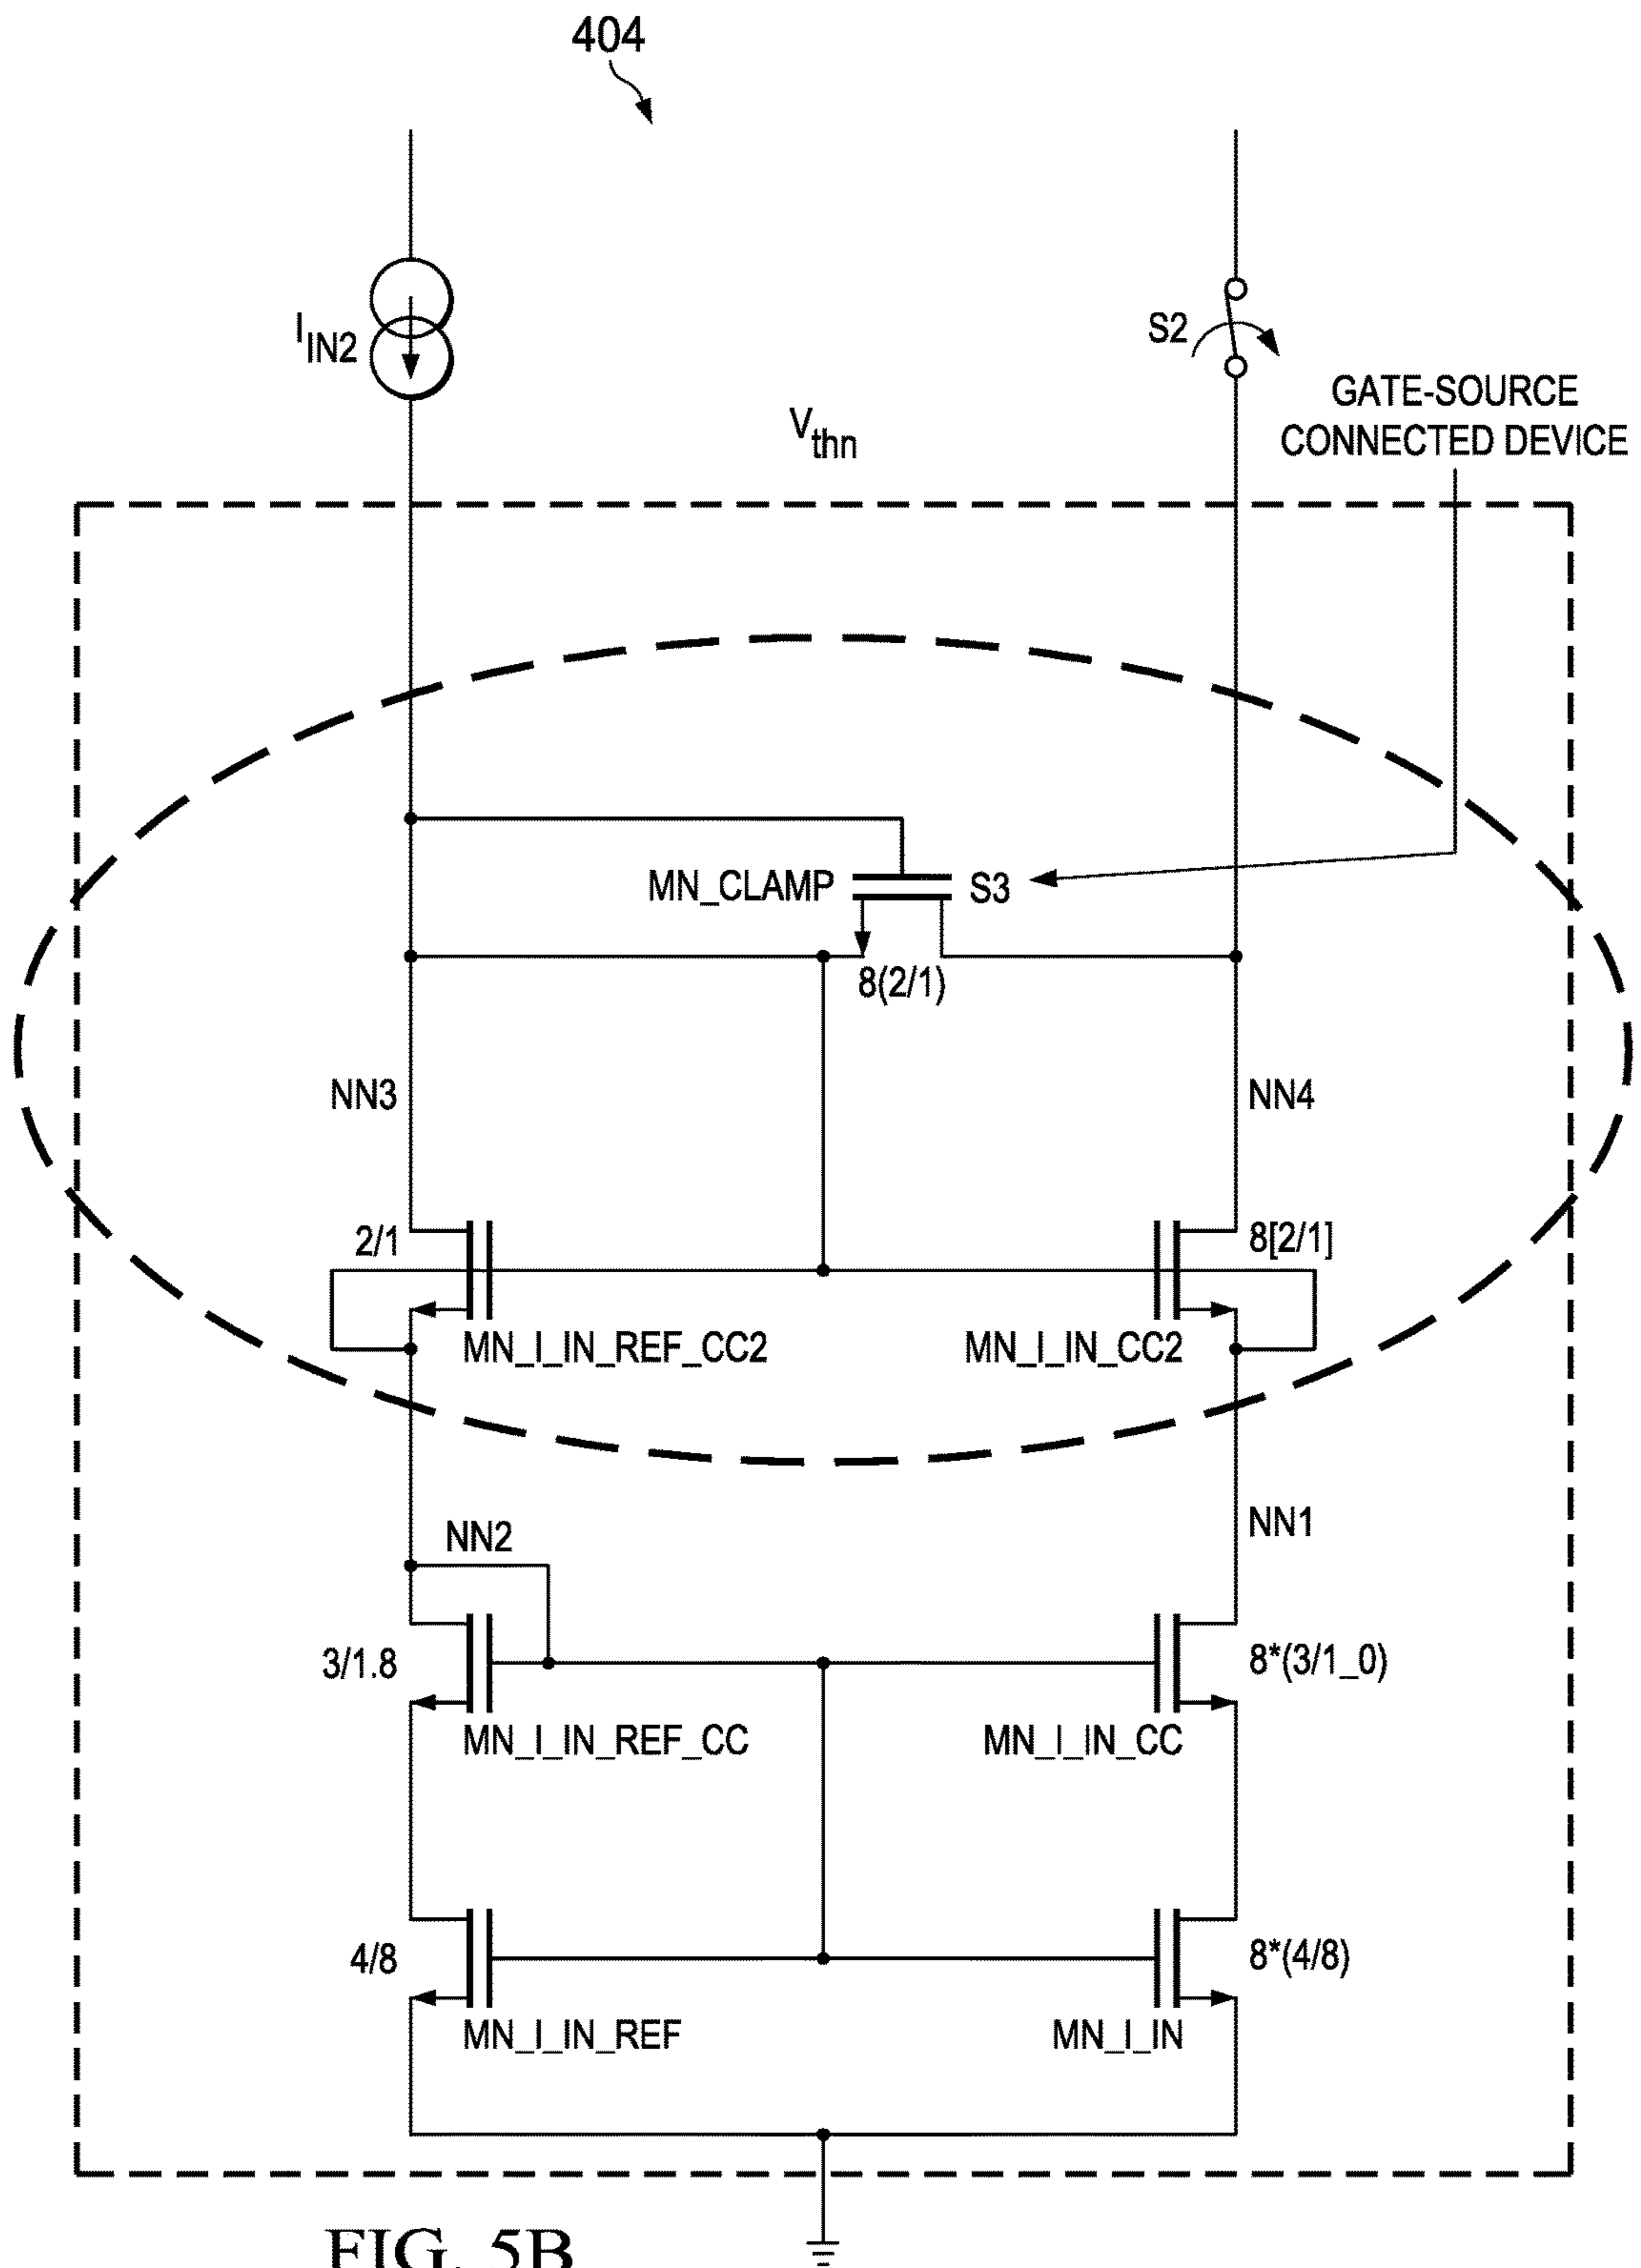 404
I_IN2
S2
V_thn
GATE-SOURCE
CONNECTED DEVICE
MN_CLAMP
S3
8(2/1)
NN3
NN4
2/1
8[2/1]
MN_I_IN_REF_CC2
MN_I_IN_CC2
NN2
NN1
3/1.8
8*(3/1_0)
MN_I_IN_REF_CC
MN_I_IN_CC
4/8
8*(4/8)
MN_I_IN_REF
MN_I_IN
FIG. 5B